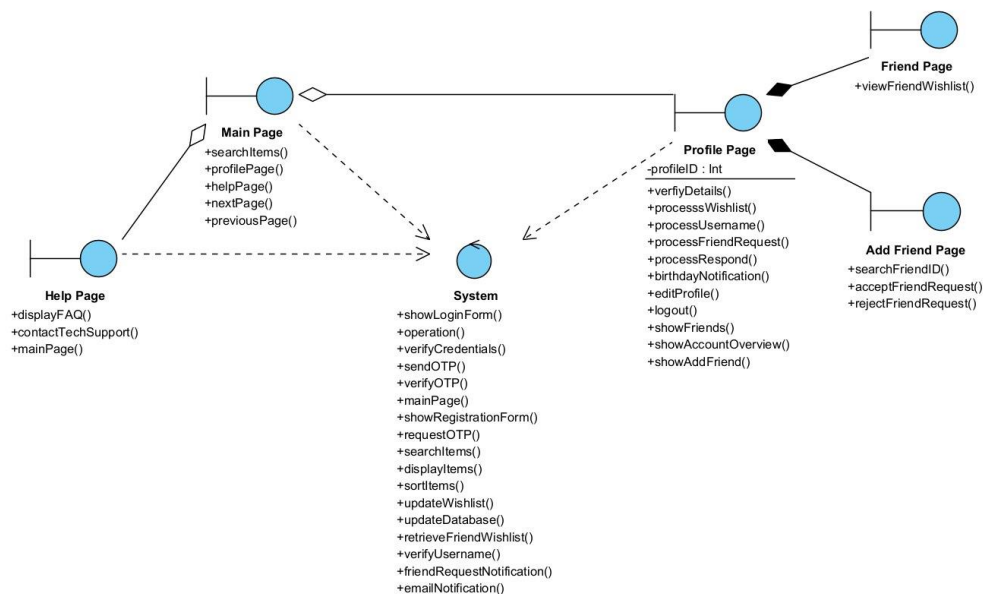 Friend Page
+viewFriendWishlist()
Main Page
+searchItems()
+profilePage()
+helpPage()
+nextPage()
+previousPage()
Profile Page
-profileID : Int
+verfiyDetails()
+processsWishlist()
+processUsername()
+processFriendRequest()
+processRespond()
+birthdayNotification()
+editProfile()
+logout()
+showFriends()
+showAccountOverview()
+showAddFriend()
Add Friend Page
+searchFriendID()
+acceptFriendRequest()
+rejectFriendRequest()
Help Page
+displayFAQ()
+contactTechSupport()
+mainPage()
System
+showLoginForm()
+operation()
+verifyCredentials()
+sendOTP()
+verifyOTP()
+mainPage()
+showRegistrationForm()
+requestOTP()
+searchItems()
+displayItems()
+sortItems()
+updateWishlist()
+updateDatabase()
+retrieveFriendWishlist()
+verifyUsername()
+friendRequestNotification()
+emailNotification()